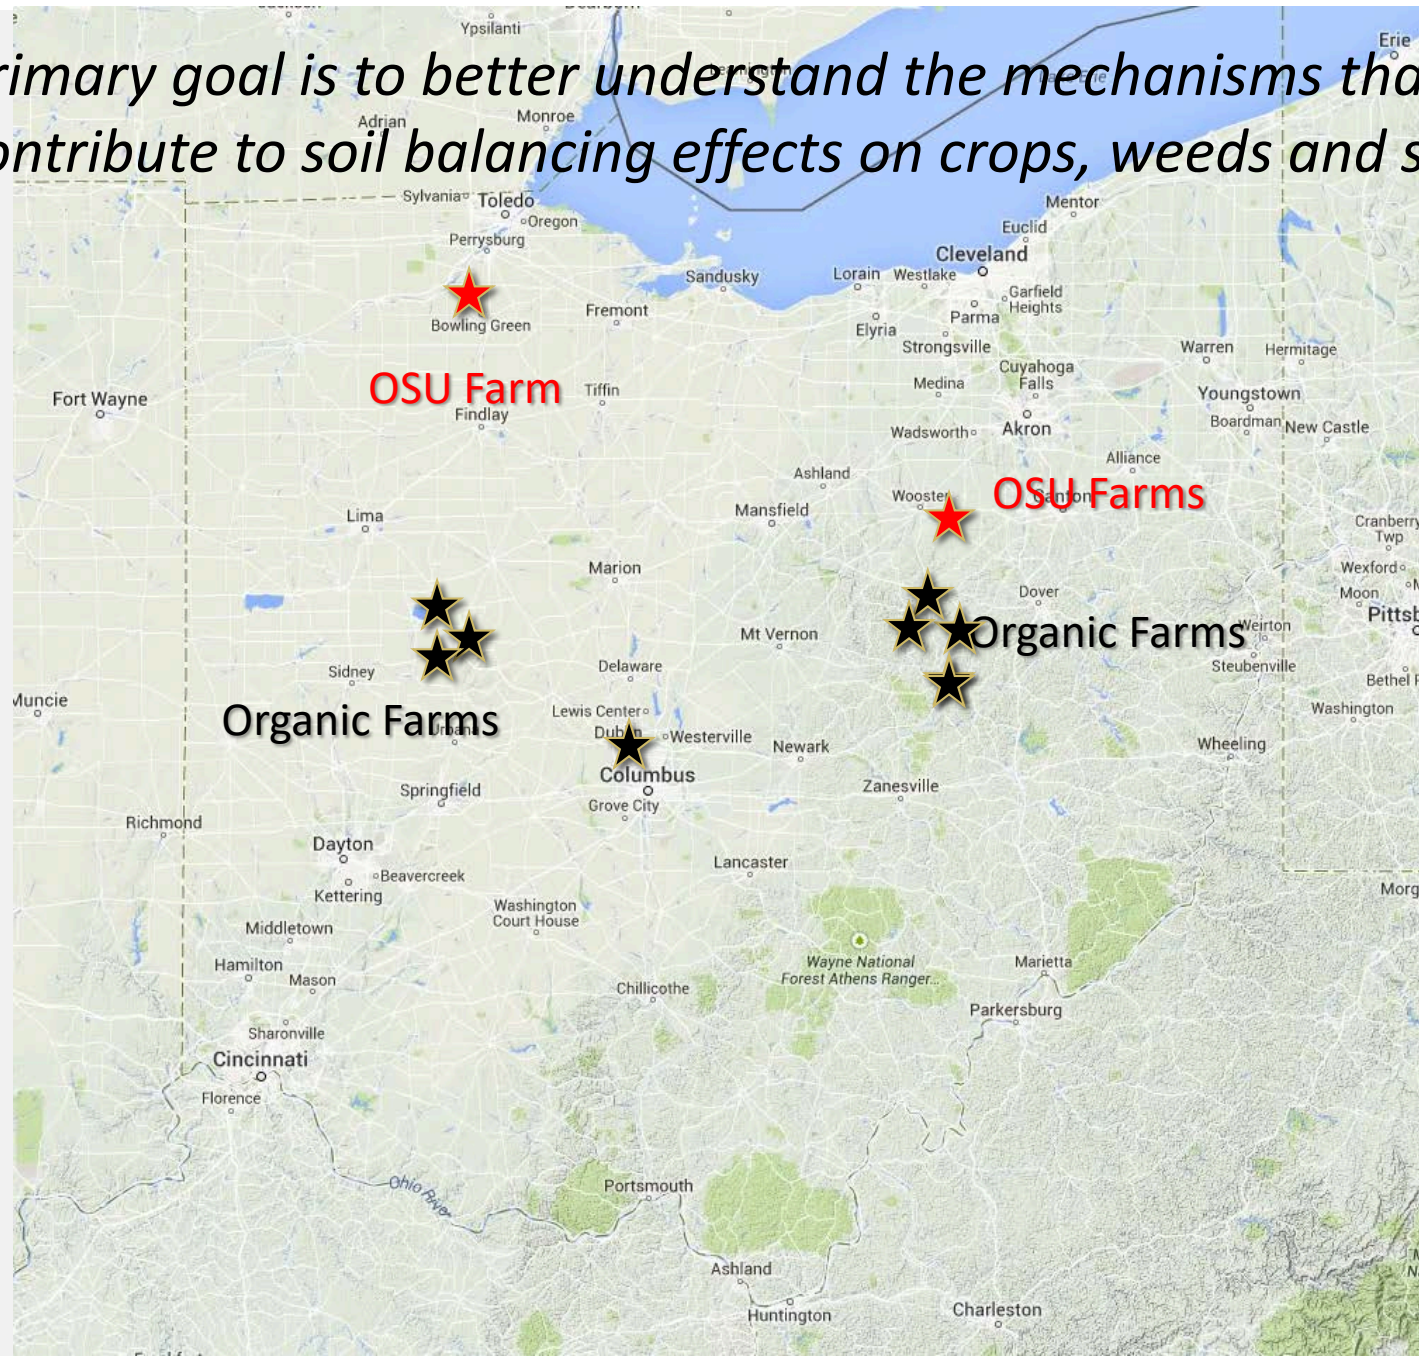 Ypsilanti
Erie
rimary goal is to better understand the mechanisms tha
ontribute to soil balancing effects on crops, weeds and s
Adrian
Monroe
Sylvania
Toledo
Oregon
Perrysburg
Mentor
Euclid
Cleveland
Sandusky
Lorain
Westlake
Garfield
Heights
Parma
Fremont
Bowling Green
Elyria
Strongsville
Warren
Hermitage
OSU Farm
Tiffin
Medina
Cuyahoga
Falls
Youngstown
Fort Wayne
Findlay
Boardman
New Castle
Wadsworth
Akron
Alliance
Ashland
Wooster
OSU Farms
Canton
Lima
Mansfield
Cranberry
Twp
Marion
Wexford
Moon
Dover
Pittsb
Mt Vernon
Organic Farms
Weirton
Steubenville
Sidney
Delaware
Bethel
Muncie
Lewis Center
Washington
Organic Farms
Urbana
Dublin
Westerville
Newark
Wheeling
Columbus
Springfield
Grove City
Zanesville
Richmond
Dayton
Beavercreek
Lancaster
Kettering
Morg
Washington
Court House
Middletown
Hamilton
Mason
Wayne National
Forest Athens Ranger...
Marietta
Chillicothe
Parkersburg
Sharonville
Cincinnati
Florence
Ohio River
Portsmouth
Ashland
Huntington
Charleston